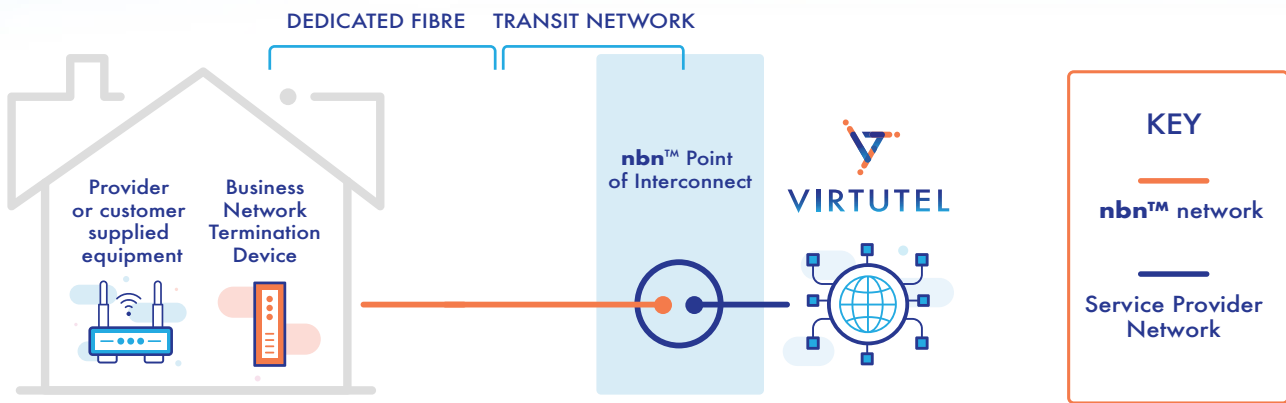 DEDICATED FIBRE
TRANSIT NETWORK
nbn™ Point
of Interconnect
Provider
or customer
supplied
equipment
Business
Network
Termination
Device
VIRTUTEL
KEY
nbn™ network
Service Provider
Network